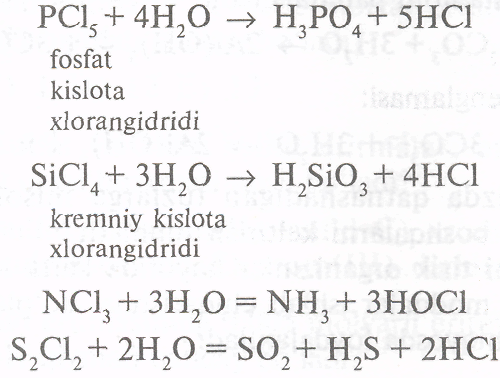 PCl₅ + 4H₂O → H₃PO₄ + 5HCl
fosfat
kislota
xlorangidridi
SiCl₄ + 3H₂O → H₂SiO₃ + 4HCl
kremniy kislota
xlorangidridi
NCl₃ + 3H₂O = NH₃ + 3HOCl
S₂Cl₂ + 2H₂O = SO₂ + H₂S + 2HCl